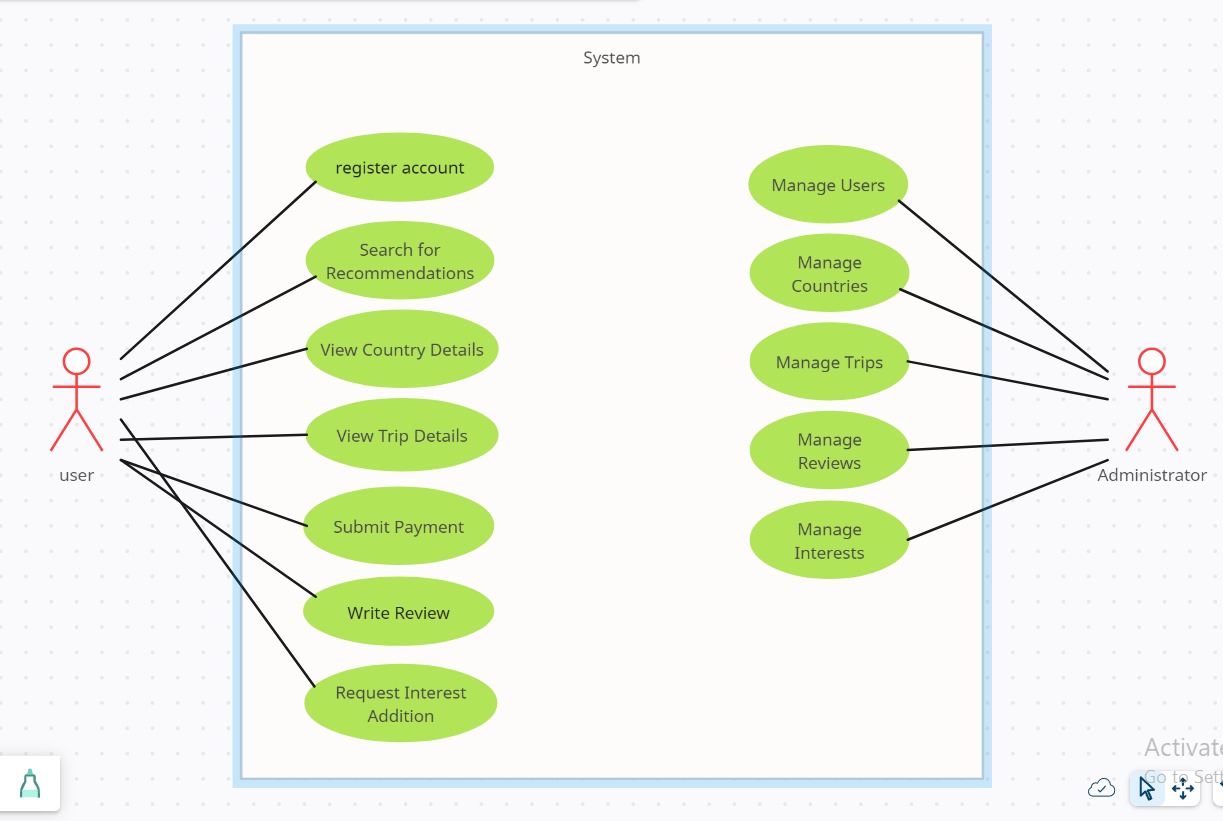 System
register account
Search for
Recommendations
View Country Details
View Trip Details
Submit Payment
Write Review
Request Interest
Addition
Manage Users
Manage
Countries
Manage Trips
Manage
Reviews
Manage
Interests
user
Administrator
Activate
Go to Sett